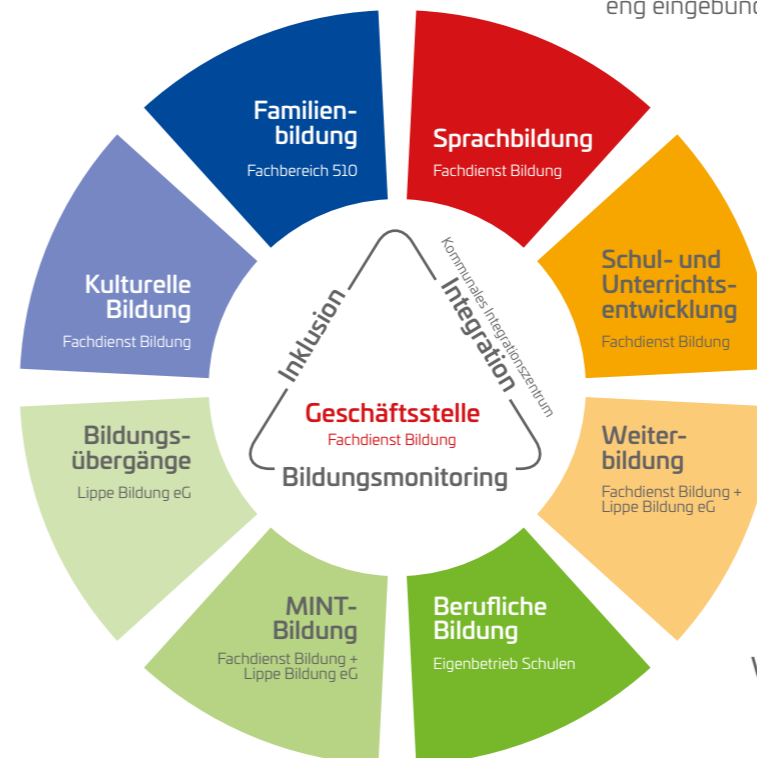 eng eingebund
Familien-
bildung
Fachbereich 510
Sprachbildung
Fachdienst Bildung
Schul- und
Unterrichts-
entwicklung
Fachdienst Bildung
Weiter-
bildung
Fachdienst Bildung +
Lippe Bildung eG
Berufliche
Bildung
Eigenbetrieb Schulen
MINT-
Bildung
Fachdienst Bildung +
Lippe Bildung eG
Bildungs-
übergänge
Lippe Bildung eG
Kulturelle
Bildung
Fachdienst Bildung
Inklusion
Integration
Kommunales Integrationszentrum
Geschäftsstelle
Fachdienst Bildung
Bildungsmonitoring